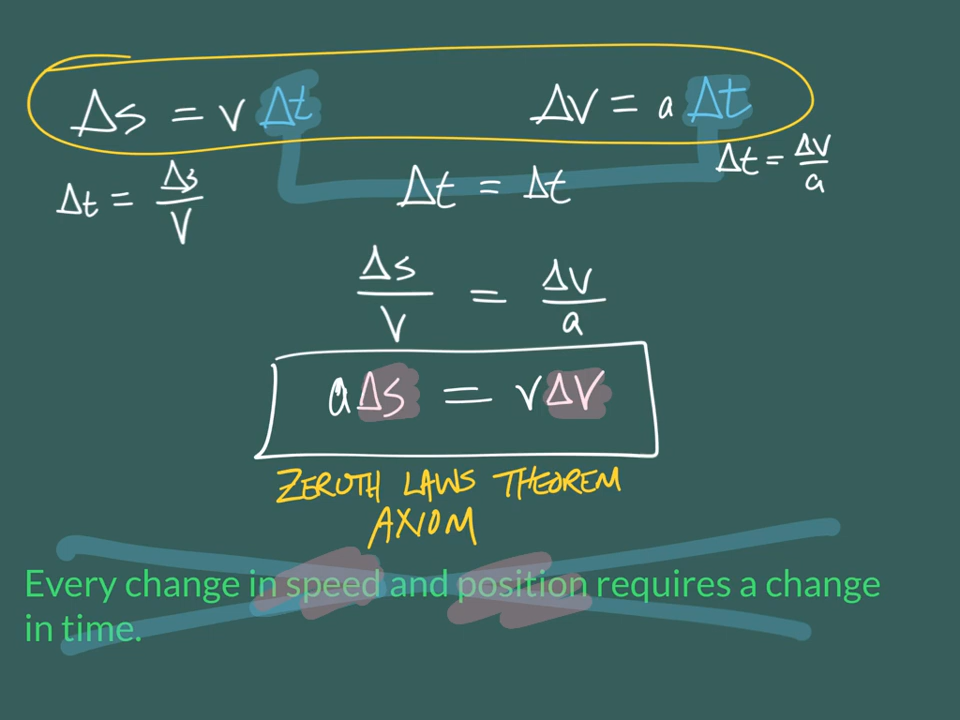 Δs = v Δt
Δv = a Δt
Δt = Δs/v
Δt = Δt
Δt = Δv/a
Δs/v = Δv/a
aΔs = vΔv
ZEROTH LAWS THEOREM
AXIOM
Every change in speed and position requires a change
in time.